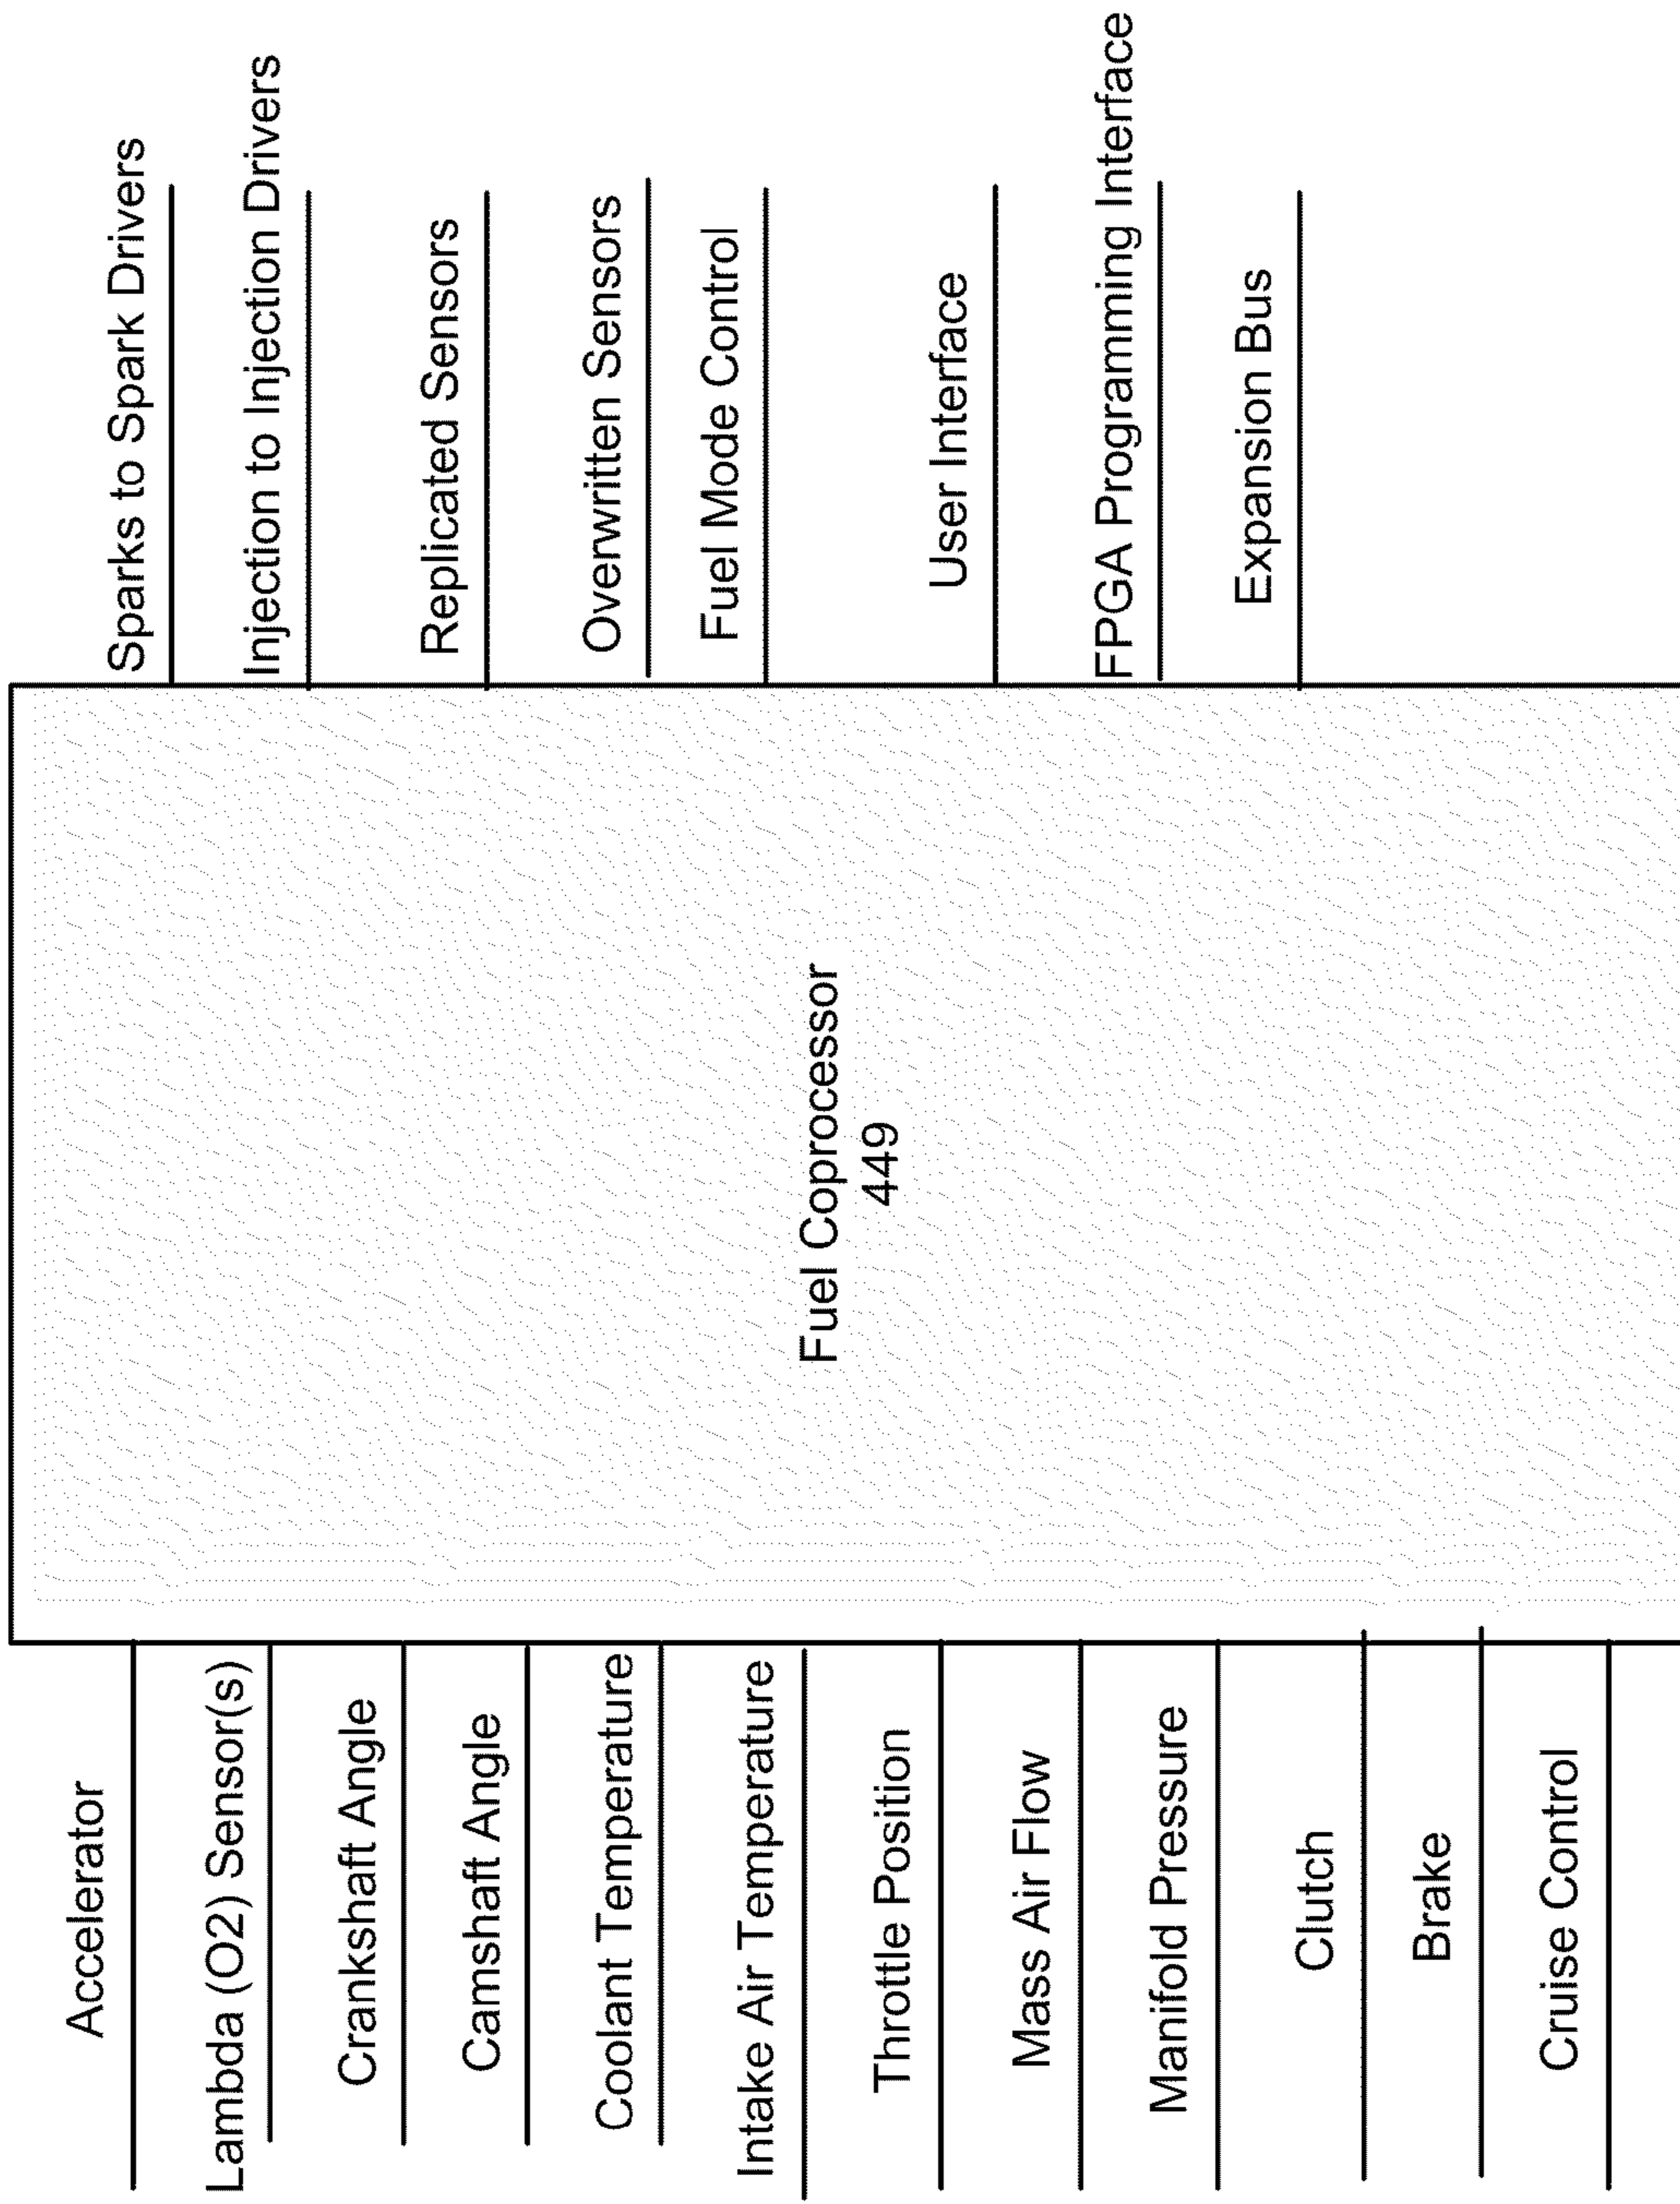 Accelerator
Lambda (O2) Sensor(s)
Crankshaft Angle
Camshaft Angle
Coolant Temperature
Intake Air Temperature
Throttle Position
Mass Air Flow
Manifold Pressure
Clutch
Brake
Cruise Control
Fuel Coprocessor
449
Sparks to Spark Drivers
Injection to Injection Drivers
Replicated Sensors
Overwritten Sensors
Fuel Mode Control
User Interface
FPGA Programming Interface
Expansion Bus